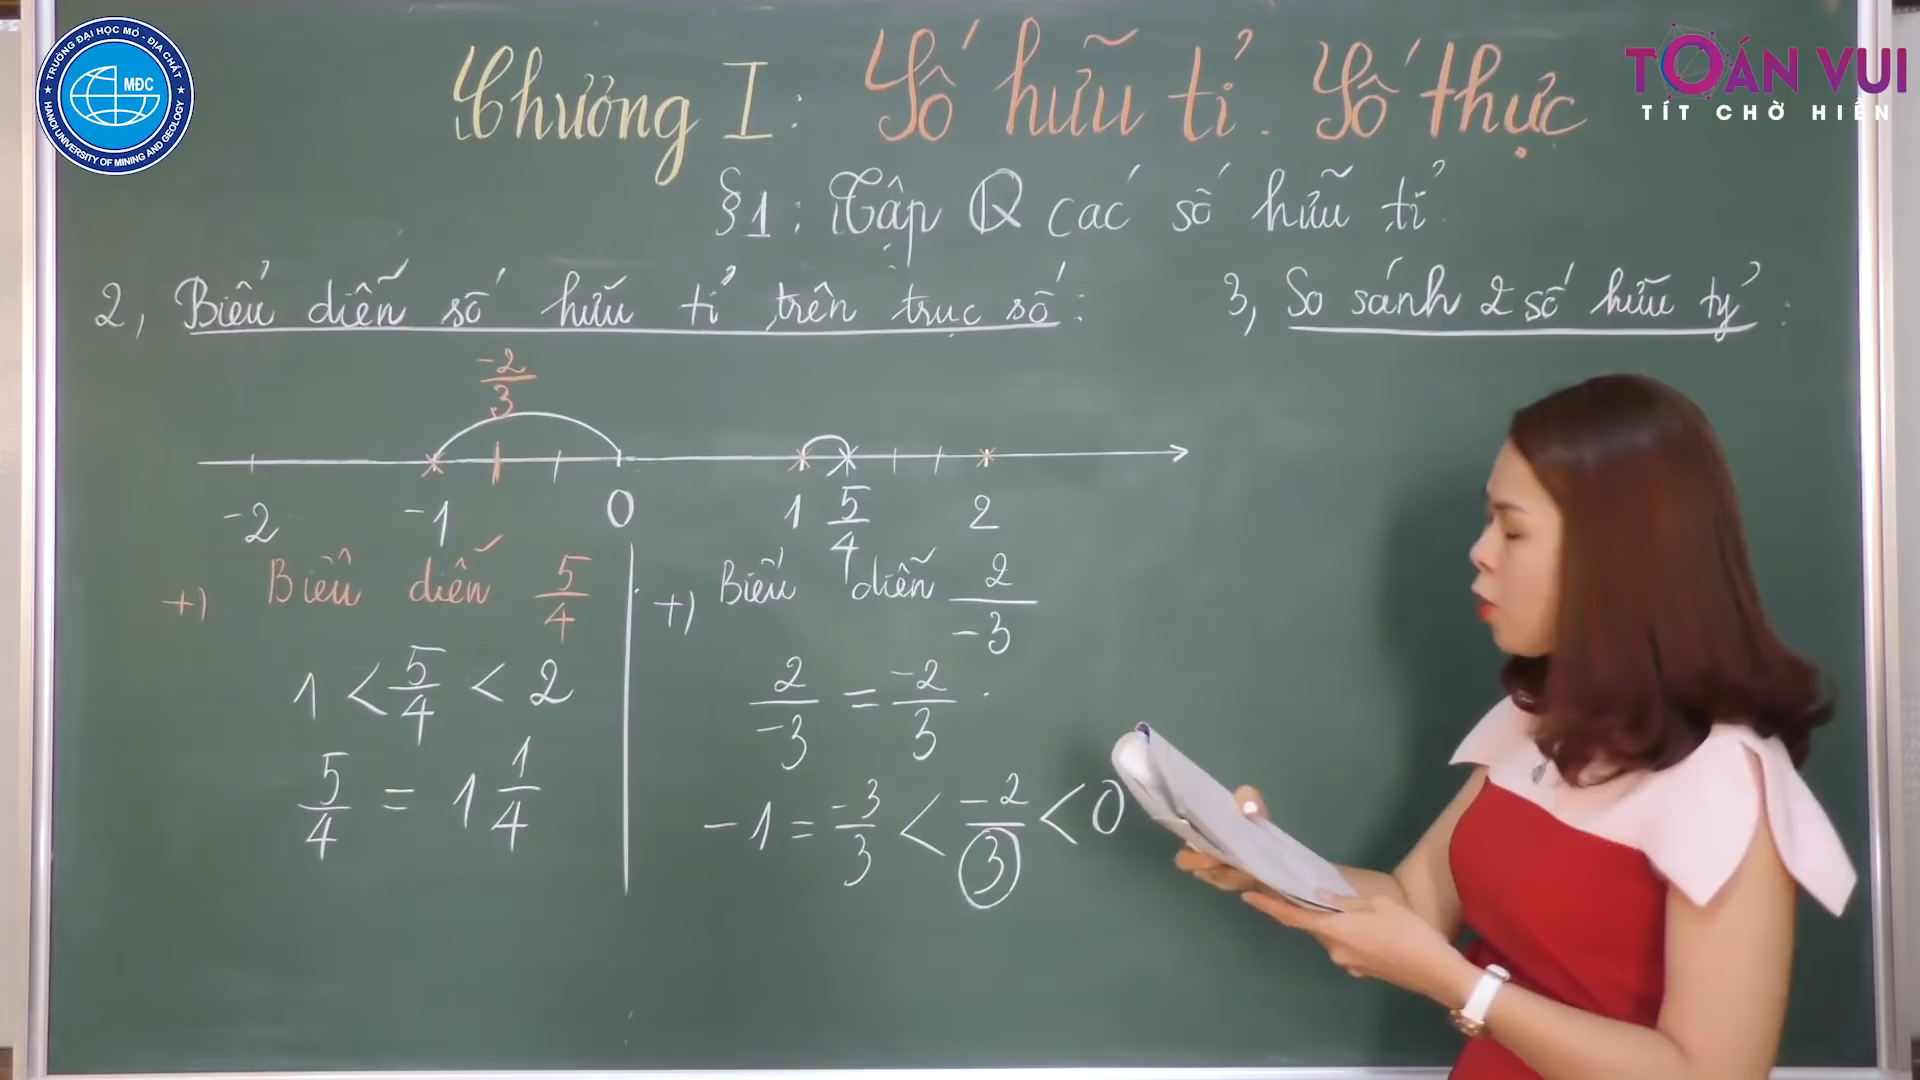 TRƯỜNG ĐẠI HỌC MỎ - ĐỊA CHẤT
MĐC
HANOI UNIVERSITY OF MINING AND GEOLOGY
TOÁN VUI
TÍT CHỜ HIỀN
Chương I: Số hữu tỉ. Số thực
§1: Tập Q các số hữu tỉ
2, Biểu diễn số hữu tỉ trên trục số:
-2/3
-2 -1 0 1 5/4 2
+) Biểu diễn 5/4
1 < 5/4 < 2
5/4 = 1 1/4
+) Biểu diễn 2/-3
2/-3 = -2/3
-1 = -3/3 < -2/3 < 0
3, So sánh 2 số hữu tỷ: